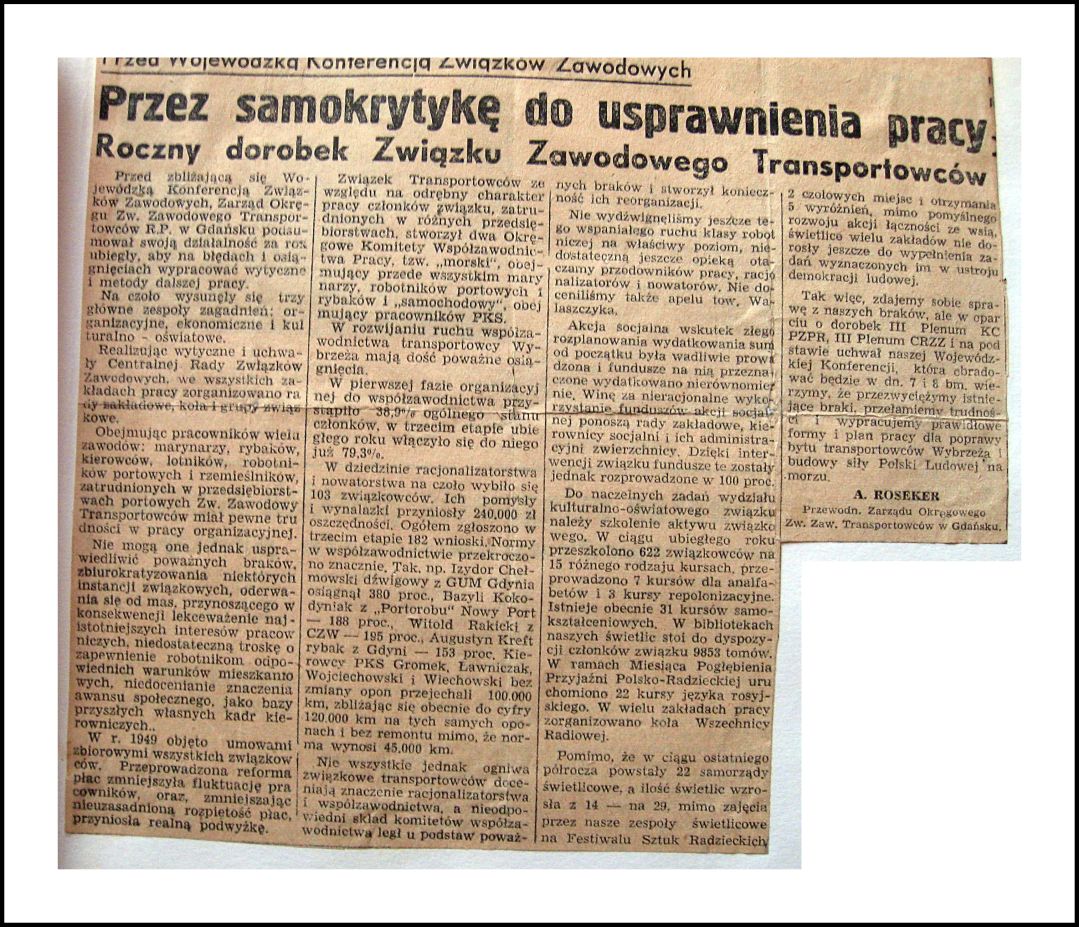 Przed Wojewódzką Konferencją Związków Zawodowych
Przez samokrytykę do usprawnienia pracy
Roczny dorobek Związku Zawodowego Transportowców
Przed zbliżającą się Wo-
jewódzką Konferencją Związ-
ków Zawodowych, Zarząd Okrę-
gu Zw. Zawodowego Transpor-
towców R.P. w Gdańsku podsu-
mował swoją działalność za rok
ubiegły, aby na błędach i osią-
gnięciach wypracować wytyczne
i metody dalszej pracy.
Na czoło wysunęły się trzy
główne zespoły zagadnień: or-
ganizacyjne, ekonomiczne i kul
turalno - oświatowe.
Realizując wytyczne i uchwa-
ły Centralnej Rady Związków
Zawodowych, we wszystkich za-
kładach pracy zorganizowano ra
dy zakładowe, koła i grupy związ
kowe.
Obejmując pracowników wielu
zawodów: marynarzy, rybaków,
kierowców, lotników, robotni-
ków portowych i rzemieślników,
zatrudnionych w przedsiębiorst-
wach portowych Zw. Zawodowy
Transportowców miał pewne tru
dności w pracy organizacyjnej.
Nie mogą one jednak uspra-
wiedliwić poważnych braków,
zbiurokratyzowania niektórych
instancji związkowych, oderwa-
nia się od mas, przynoszącego w
konsekwencji lekceważenie naj-
istotniejszych interesów pracow
niczych, niedostateczną troskę o
zapewnienie robotnikom odpo-
wiednich warunków mieszkanio
wych, niedocenianie znaczenia
awansu społecznego, jako bazy
przyszłych własnych kadr kie-
rowniczych..
W r. 1949 objęto umowami
zbiorowymi wszystkich związkow
ców. Przeprowadzona reforma
płac zmniejszyła fluktuację pra
cowników, oraz, zmniejszając
nieuzasadnioną rozpiętość płac,
przyniosła realną podwyżkę.
Związek Transportowców ze
względu na odrębny charakter
pracy członków związku, zatru-
dnionych w różnych przedsię-
biorstwach, stworzył dwa Okrę-
gowe Komitety Współzawodnic-
twa Pracy, tzw. „morski", obej-
mujący przede wszystkim mary
narzy, robotników portowych i
rybaków i „samochodowy", obej
mujący pracowników PKS.
W rozwijaniu ruchu współza-
wodnictwa transportowcy Wy-
brzeża mają dość poważne osią-
gnięcia.
W pierwszej fazie organizacyj
nej do współzawodnictwa przy-
stąpiło 38,9% ogólnego stanu
członków, w trzecim etapie ubie
głego roku włączyło się do niego
już 79,3%.
W dziedzinie racjonalizatorstwa
i nowatorstwa na czoło wybiło się
103 związkowców. Ich pomysły
i wynalazki przyniosły 240.000 zł
oszczędności. Ogółem zgłoszono w
trzecim etapie 182 wnioski. Normy
w współzawodnictwie przekroczo-
no znacznie. Tak. np. Izydor Cheł-
mowski dźwigowy z GUM Gdynia
osiągnął 380 proc., Bazyli Koko-
dyniak z „Portorobu" Nowy Port
— 188 proc., Witold Rakicki z
CZW — 195 proc., Augustyn Kreft
rybak z Gdyni — 153 proc. Kie-
rowcy PKS Gromek, Ławniczak,
Wojciechowski i Wiechowski bez
zmiany opon przejechali 100.000
km, zbliżając się obecnie do cyfry
120.000 km na tych samych opo-
nach i bez remontu mimo, że nor-
ma wynosi 45.000 km.
Nie wszystkie jednak ogniwa
związkowe transportowców doce-
niają znaczenie racjonalizatorstwa
i współzawodnictwa, a nieodpo-
wiedni skład komitetów współza-
wodnictwa legł u podstaw poważ-
nych braków i stworzył koniecz-
ność ich reorganizacji.
Nie wydźwignęliśmy jeszcze te-
go wspaniałego ruchu klasy robot
niczej na właściwy poziom, nie-
dostateczną jeszcze opieką ota-
czamy przodowników pracy, racjo
nalizatorów i nowatorów. Nie do-
ceniliśmy także apelu tow. Wa-
laszczyka.
Akcja socjalna wskutek złego
rozplanowania wydatkowania sum
od początku była wadliwie prowa
dzona i fundusze na nią przezna
czone wydatkowano nierównomier
nie. Winę za nieracjonalne wyko-
rzystanie funduszów akcji socjal
nej ponoszą rady zakładowe, kie-
rownicy socjalni i ich administra-
cyjni zwierzchnicy. Dzięki inter-
wencji związku fundusze te zostały
jednak rozprowadzone w 100 proc.
Do naczelnych zadań wydziału
kulturalno-oświatowego związku
należy szkolenie aktywu związko
wego. W ciągu ubiegłego roku
przeszkolono 622 związkowców na
15 różnego rodzaju kursach, prze-
prowadzono 7 kursów dla analfa-
betów i 3 kursy repolonizacyjne.
Istnieje obecnie 31 kursów samo-
kształceniowych. W bibliotekach
naszych świetlic stoi do dyspozy-
cji członków związku 9853 tomów.
W ramach Miesiąca Pogłębienia
Przyjaźni Polsko-Radzieckiej uru
chomiono 22 kursy języka rosyj-
skiego. W wielu zakładach pracy
zorganizowano koła Wszechnicy
Radiowej.
Pomimo, że w ciągu ostatniego
półrocza powstały 22 samorządy
świetlicowe, a ilość świetlic wzro-
sła z 14 — na 29, mimo zajęcia
przez nasze zespoły świetlicowe
na Festiwalu Sztuk Radzieckich
2 czołowych miejsc i otrzymania
5 wyróżnień, mimo pomyślnego
rozwoju akcji łączności ze wsią,
świetlice wielu zakładów nie do-
rosły jeszcze do wypełnienia za-
dań wyznaczonych im w ustroju
demokracji ludowej.
Tak więc, zdajemy sobie spra-
wę z naszych braków, ale w opar
ciu o dorobek III Plenum KC
PZPR, III Plenum CRZZ i na pod
stawie uchwał naszej Wojewódz-
kiej Konferencji, która obrado-
wać będzie w dn. 7 i 8 bm. wie-
rzymy, że przezwyciężymy istnie-
jące braki, przełamiemy trudnoś-
ci i wypracujemy prawidłowe
formy i plan pracy dla poprawy
bytu transportowców Wybrzeża i
budowy siły Polski Ludowej na
morzu.
A. ROSEKER
Przewodn. Zarządu Okręgowego
Zw. Zaw. Transportowców w Gdańsku.